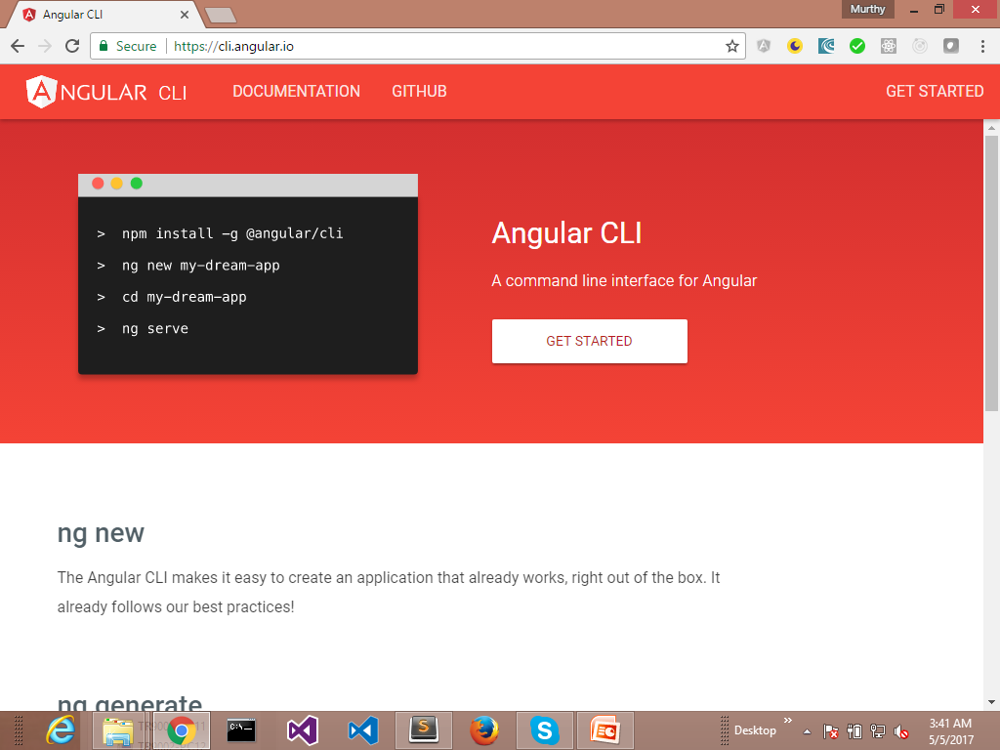 Angular CLI
Murthy
Secure https://cli.angular.io
ANGULAR CLI
DOCUMENTATION
GITHUB
GET STARTED
> npm install -g @angular/cli
> ng new my-dream-app
> cd my-dream-app
> ng serve
Angular CLI
A command line interface for Angular
GET STARTED
ng new
The Angular CLI makes it easy to create an application that already works, right out of the box. It
already follows our best practices!
ng generate
Desktop
3:41 AM
5/5/2017